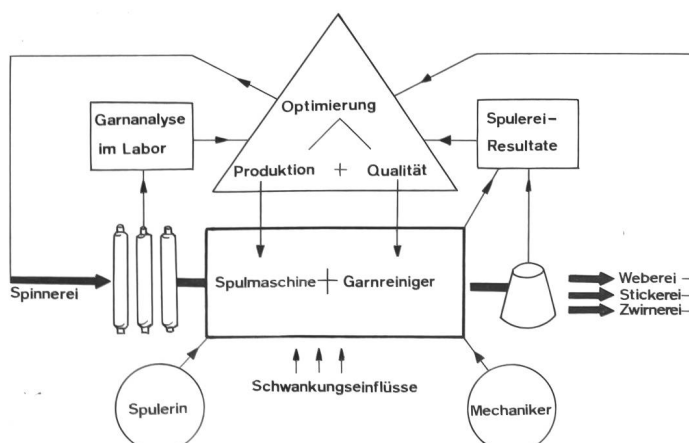 Optimierung
Garnanalyse
im Labor
Spulerei-
Resultate
Produktion + Qualität
Spulmaschine + Garnreiniger
Spinnerei
Weberei
Stickerei
Zwirnerei
Schwankungseinflüsse
Spulerin
Mechaniker